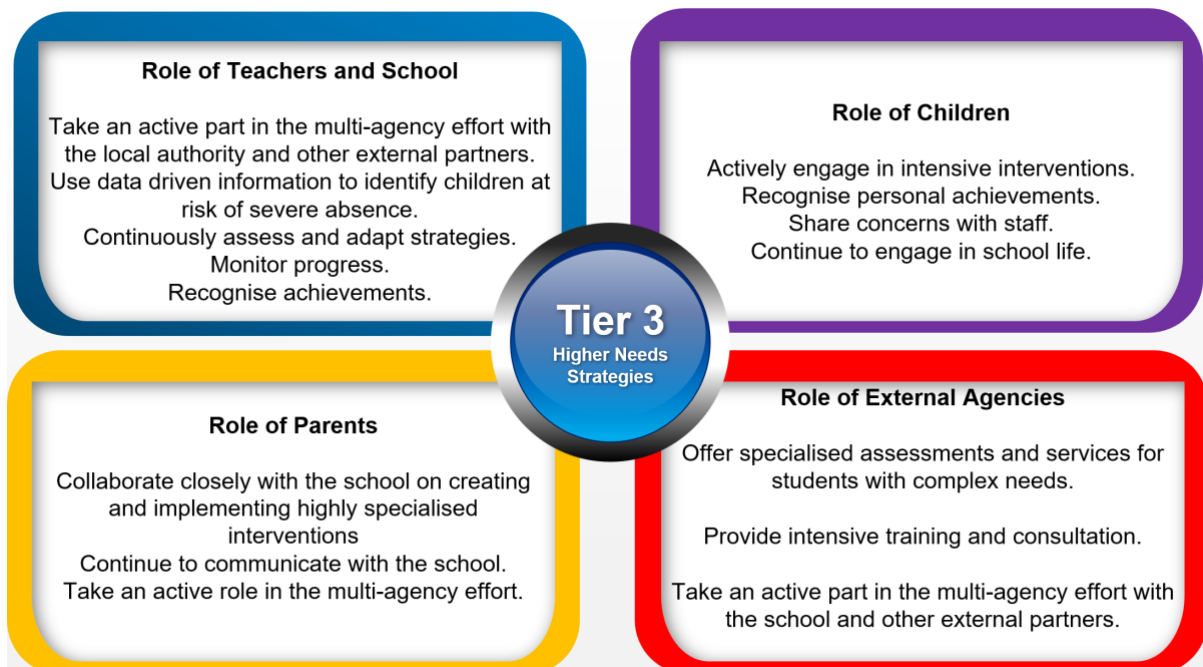 Role of Teachers and School
Take an active part in the multi-agency effort with
the local authority and other external partners.
Use data driven information to identify children at
risk of severe absence.
Continuously assess and adapt strategies.
Monitor progress.
Recognise achievements.
Role of Children
Actively engage in intensive interventions.
Recognise personal achievements.
Share concerns with staff.
Continue to engage in school life.
Tier 3
Higher Needs
Strategies
Role of Parents
Collaborate closely with the school on creating
and implementing highly specialised
interventions
Continue to communicate with the school.
Take an active role in the multi-agency effort.
Role of External Agencies
Offer specialised assessments and services for
students with complex needs.
Provide intensive training and consultation.
Take an active part in the multi-agency effort with
the school and other external partners.